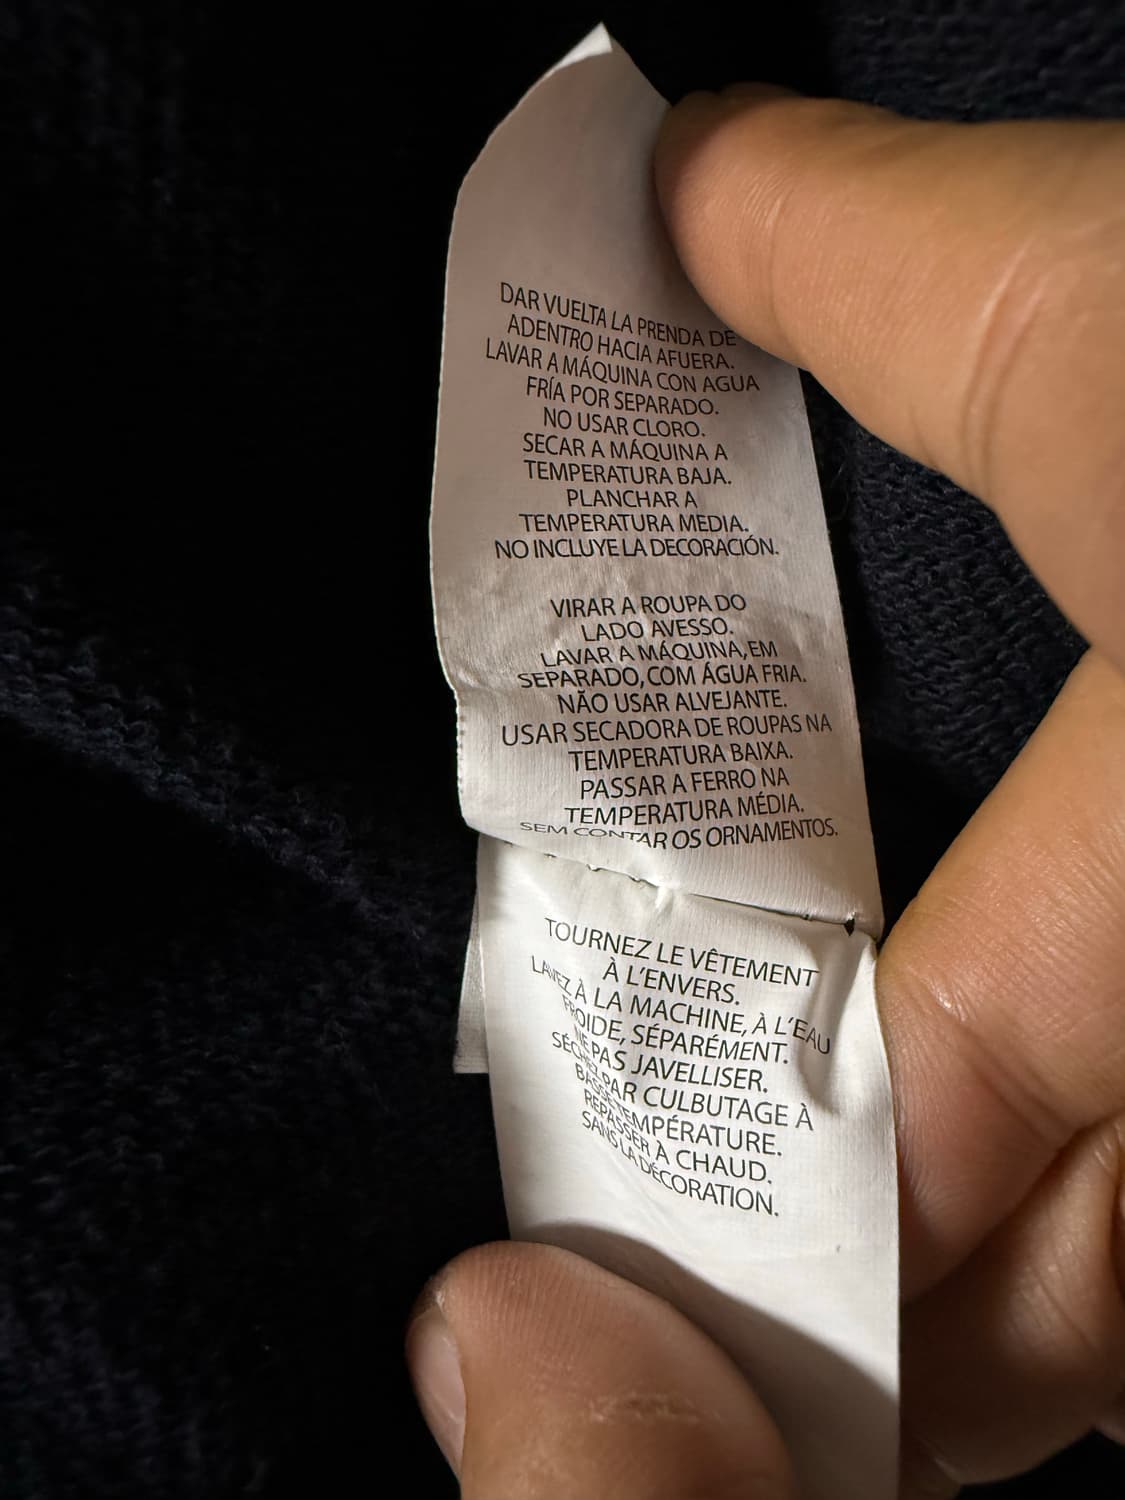 DAR VUELTA LA PRENDA DE
ADENTRO HACIA AFUERA.
LAVAR A MÁQUINA CON AGUA
FRÍA POR SEPARADO.
NO USAR CLORO.
SECAR A MÁQUINA A
TEMPERATURA BAJA.
PLANCHAR A
TEMPERATURA MEDIA.
NO INCLUYE LA DECORACIÓN.
VIRAR A ROUPA DO
LADO AVESSO.
LAVAR A MÁQUINA, EM
SEPARADO, COM ÁGUA FRIA.
NÃO USAR ALVEJANTE.
USAR SECADORA DE ROUPAS NA
TEMPERATURA BAIXA.
PASSAR A FERRO NA
TEMPERATURA MÉDIA.
SEM CONTAR OS ORNAMENTOS.
TOURNEZ LE VÊTEMENT
À L'ENVERS.
LAVEZ À LA MACHINE, À L'EAU
FROIDE, SÉPARÉMENT.
NE PAS JAVELLISER.
SÉCHEZ PAR CULBUTAGE À
BASSE TEMPÉRATURE.
REPASSER À CHAUD.
SANS LA DÉCORATION.